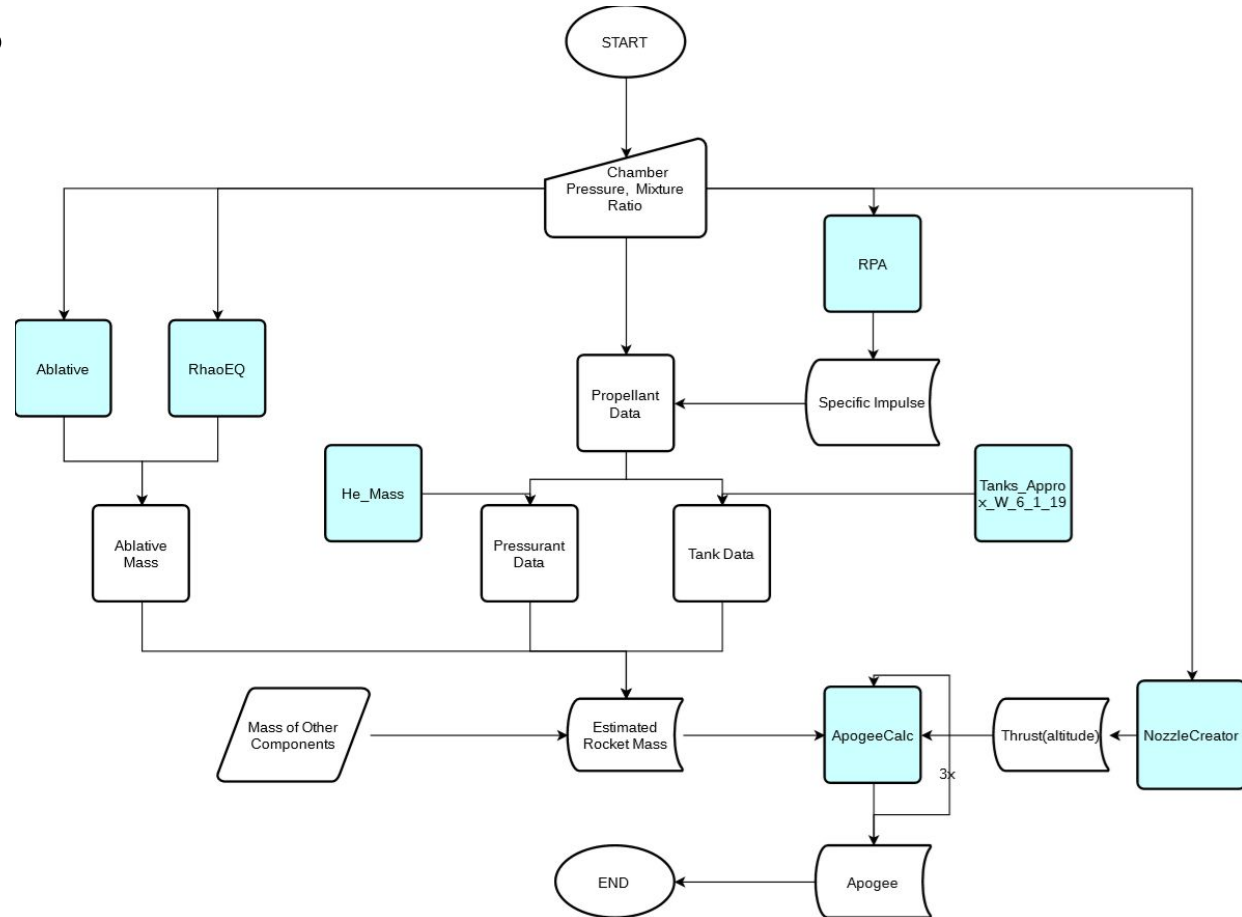 START
Chamber
Pressure, Mixture
Ratio
RPA
Ablative
RhaoEQ
Propellant
Data
Specific Impulse
He_Mass
Tanks_Appro
x_W_6_1_19
Ablative
Mass
Pressurant
Data
Tank Data
Mass of Other
Components
Estimated
Rocket Mass
ApogeeCalc
Thrust(altitude)
NozzleCreator
3x
END
Apogee